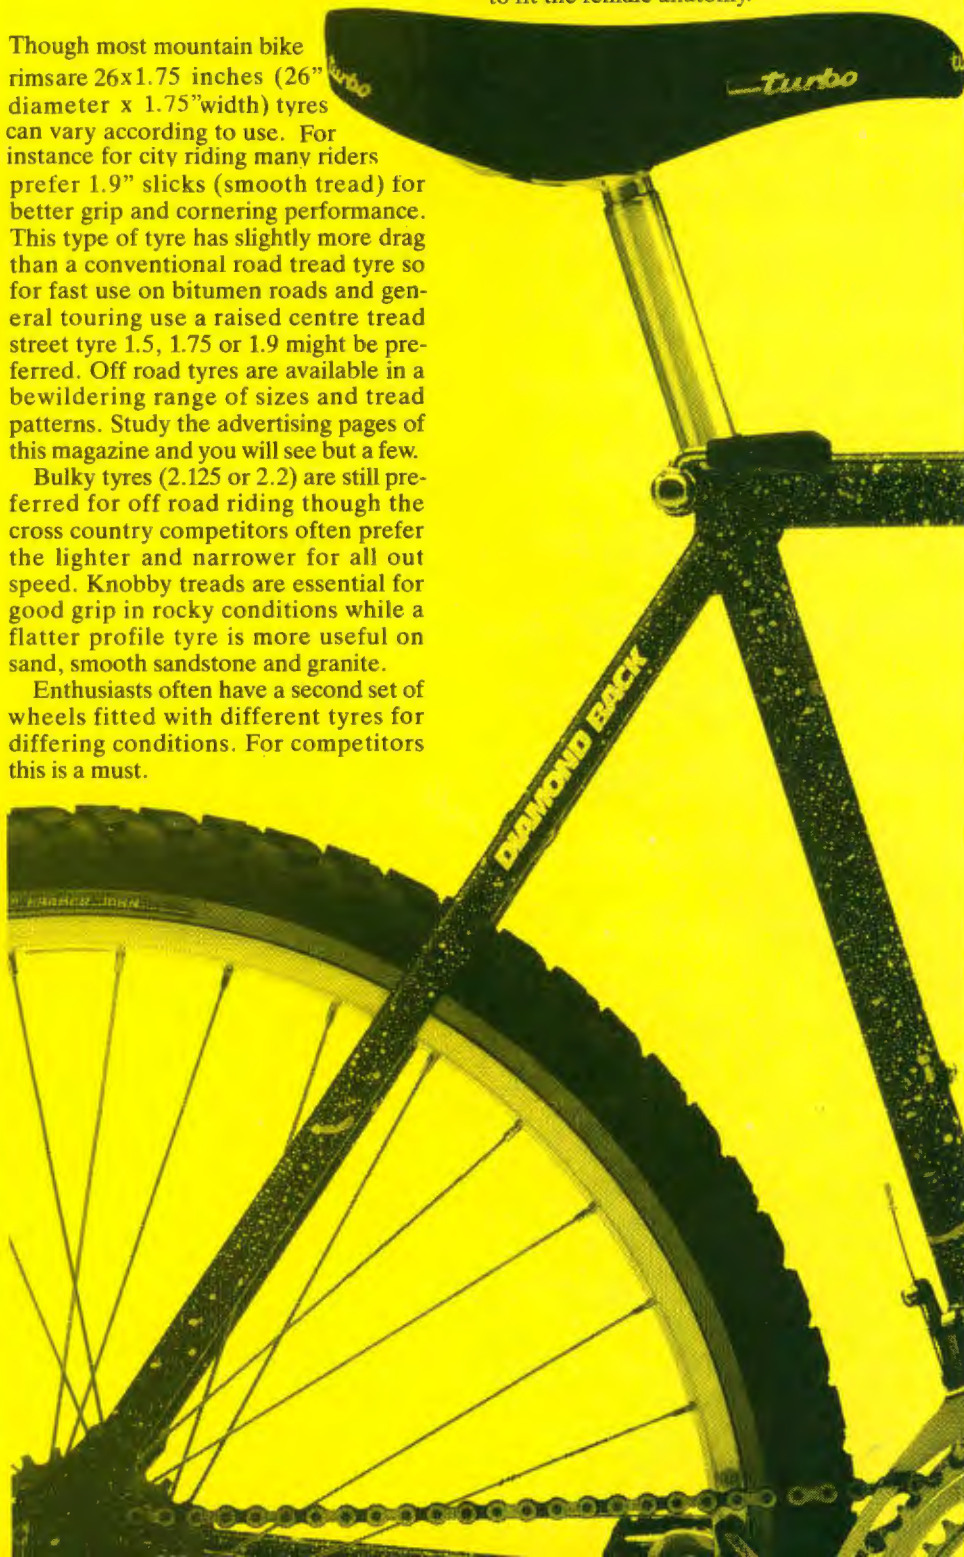 to fit the female anatomy.
Though most mountain bike
rimsare 26x1.75 inches (26”
diameter x 1.75”width) tyres
can vary according to use. For
instance for city riding many riders
prefer 1.9” slicks (smooth tread) for
better grip and cornering performance.
This type of tyre has slightly more drag
than a conventional road tread tyre so
for fast use on bitumen roads and gen-
eral touring use a raised centre tread
street tyre 1.5, 1.75 or 1.9 might be pre-
ferred. Off road tyres are available in a
bewildering range of sizes and tread
patterns. Study the advertising pages of
this magazine and you will see but a few.
Bulky tyres (2.125 or 2.2) are still pre-
ferred for off road riding though the
cross country competitors often prefer
the lighter and narrower for all out
speed. Knobby treads are essential for
good grip in rocky conditions while a
flatter profile tyre is more useful on
sand, smooth sandstone and granite.
Enthusiasts often have a second set of
wheels fitted with different tyres for
differing conditions. For competitors
this is a must.
turbo
turbo
DIAMOND BACK